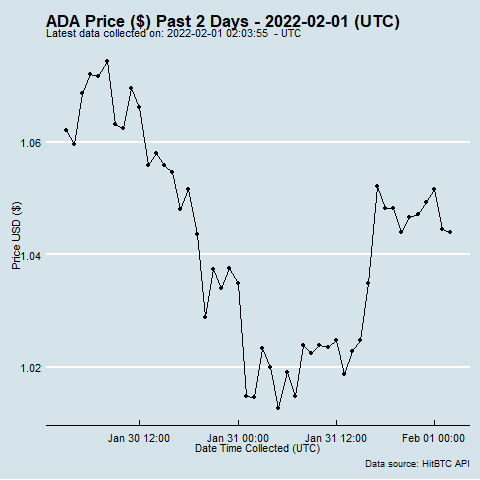 ADA Price ($) Past 2 Days - 2022-02-01 (UTC)
Latest data collected on: 2022-02-01 02:03:55  - UTC
1.06
1.04
1.02
Price USD ($)
Jan 30 12:00
Jan 31 00:00
Jan 31 12:00
Feb 01 00:00
Date Time Collected (UTC)
Data source: HitBTC API